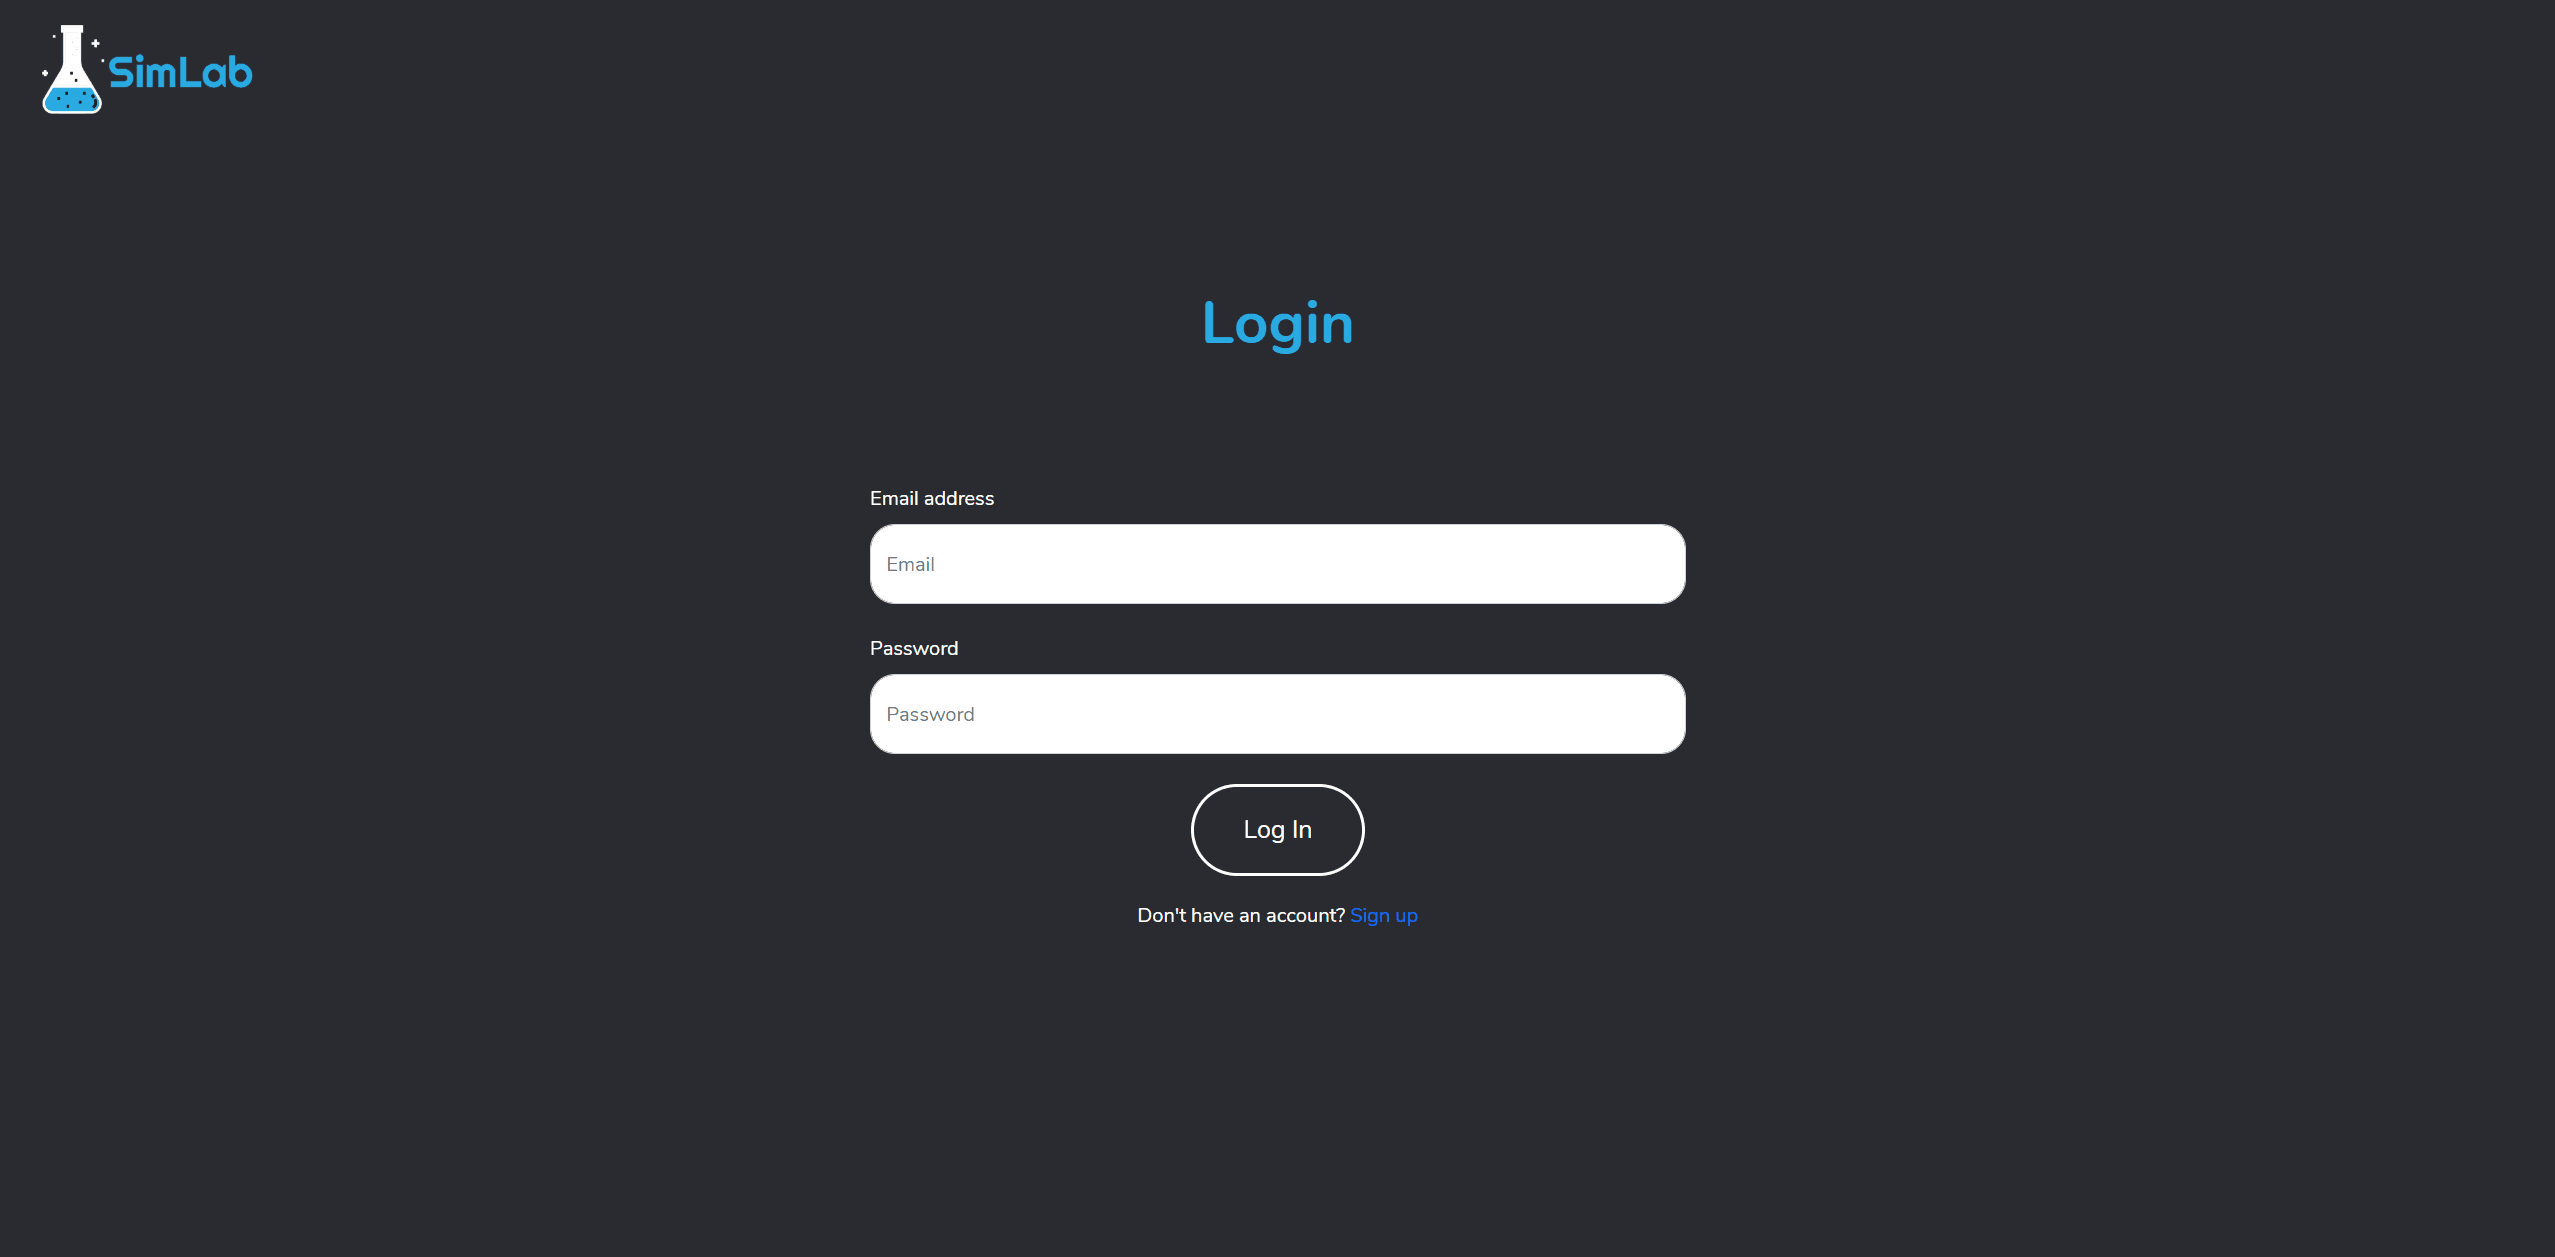 SimLab
Login
Email address
Email
Password
Password
Log In
Don't have an account? Sign up